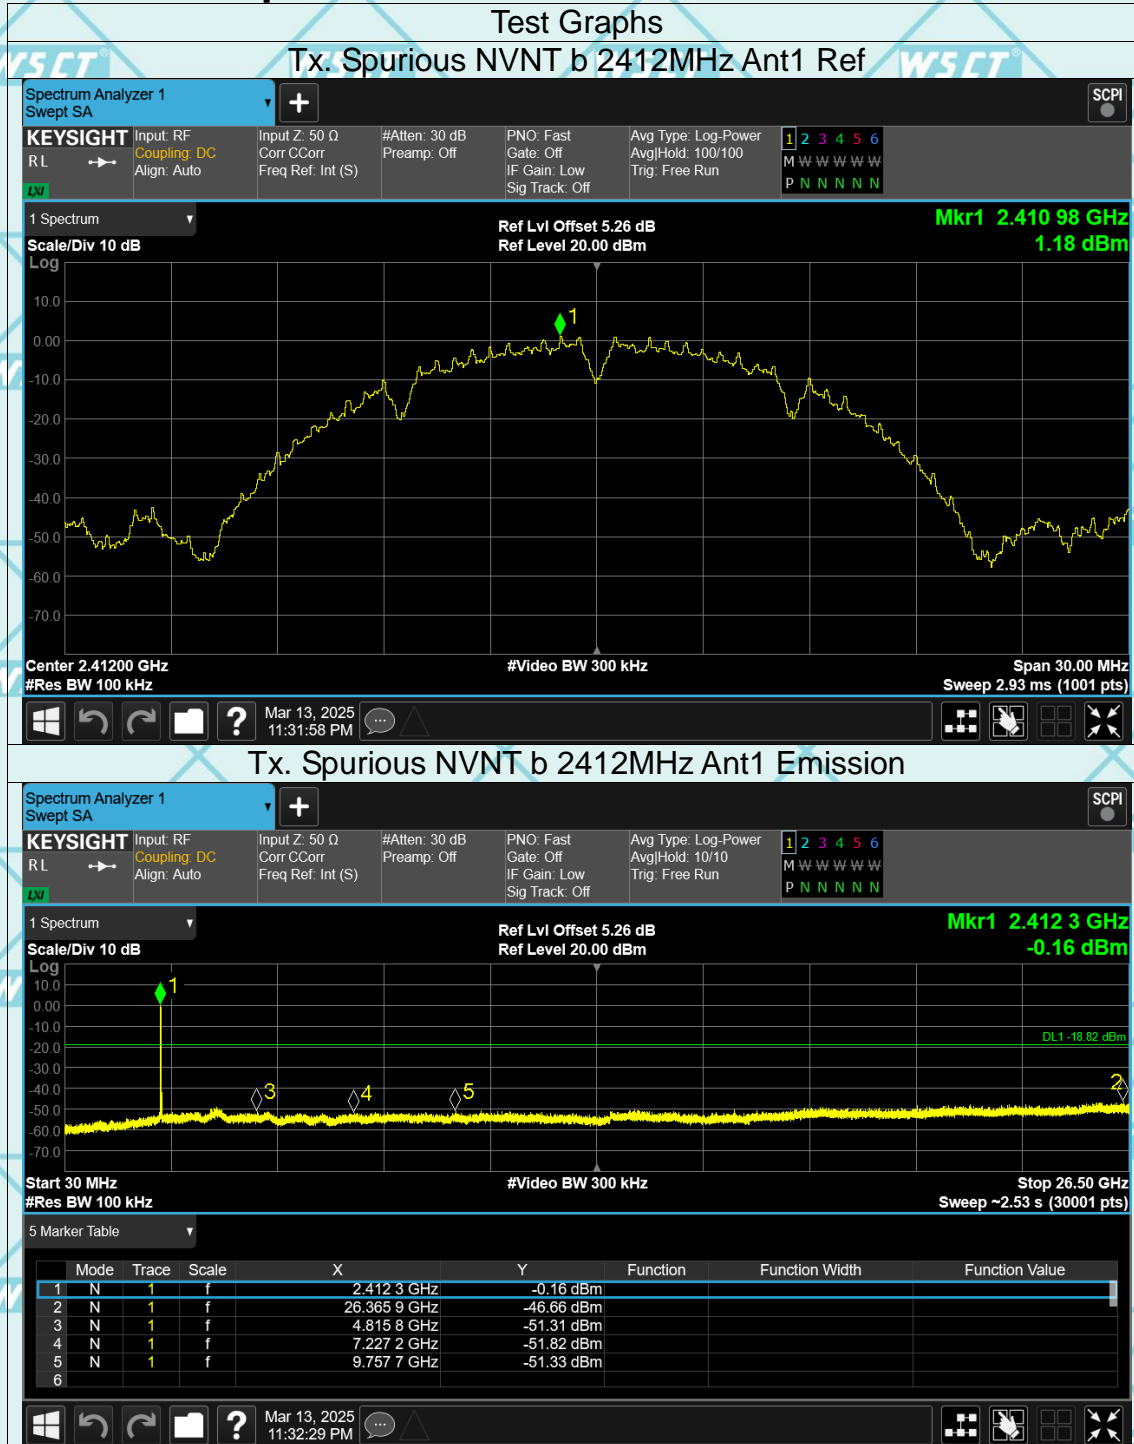 Test Graphs
Tx. Spurious NVNT b 2412MHz Ant1 Ref
WSCT
Spectrum Analyzer 1
Swept SA
SCPI
KEYSIGHT Input: RF Input Z: 50 Ω #Atten: 30 dB PNO: Fast Avg Type: Log-Power 1 2 3 4 5 6
RL Coupling: DC Corr CCorr Preamp: Off Gate: Off Avg|Hold: 100/100 M W W W W W
Align: Auto Freq Ref: Int (S) IF Gain: Low Trig: Free Run
LXI Sig Track: Off P N N N N N
1 Spectrum
Ref Lvl Offset 5.26 dB
Mkr1 2.410 98 GHz
Scale/Div 10 dB
Ref Level 20.00 dBm
1.18 dBm
Log
10.0
1
0.00
-10.0
-20.0
-30.0
-40.0
-50.0
-60.0
-70.0
Center 2.41200 GHz #Video BW 300 kHz Span 30.00 MHz
#Res BW 100 kHz Sweep 2.93 ms (1001 pts)
?
Mar 13, 2025
11:31:58 PM
Tx. Spurious NVNT b 2412MHz Ant1 Emission
Spectrum Analyzer 1
Swept SA
SCPI
KEYSIGHT Input: RF Input Z: 50 Ω #Atten: 30 dB PNO: Fast Avg Type: Log-Power 1 2 3 4 5 6
RL Coupling: DC Corr CCorr Preamp: Off Gate: Off Avg|Hold: 10/10 M W W W W W
Align: Auto Freq Ref: Int (S) IF Gain: Low Trig: Free Run
LXI Sig Track: Off P N N N N N
1 Spectrum
Ref Lvl Offset 5.26 dB
Mkr1 2.412 3 GHz
Scale/Div 10 dB
Ref Level 20.00 dBm
-0.16 dBm
Log
10.0
1
0.00
-10.0
DL1 -18.82 dBm
-20.0
-30.0
-40.0
3 4 5 2
-50.0
-60.0
-70.0
Start 30 MHz #Video BW 300 kHz Stop 26.50 GHz
#Res BW 100 kHz Sweep ~2.53 s (30001 pts)
5 Marker Table
Mode Trace Scale X Y Function Function Width Function Value
1 N 1 f 2.412 3 GHz -0.16 dBm
2 N 1 f 26.365 9 GHz -46.66 dBm
3 N 1 f 4.815 8 GHz -51.31 dBm
4 N 1 f 7.227 2 GHz -51.82 dBm
5 N 1 f 9.757 7 GHz -51.33 dBm
6
?
Mar 13, 2025
11:32:29 PM